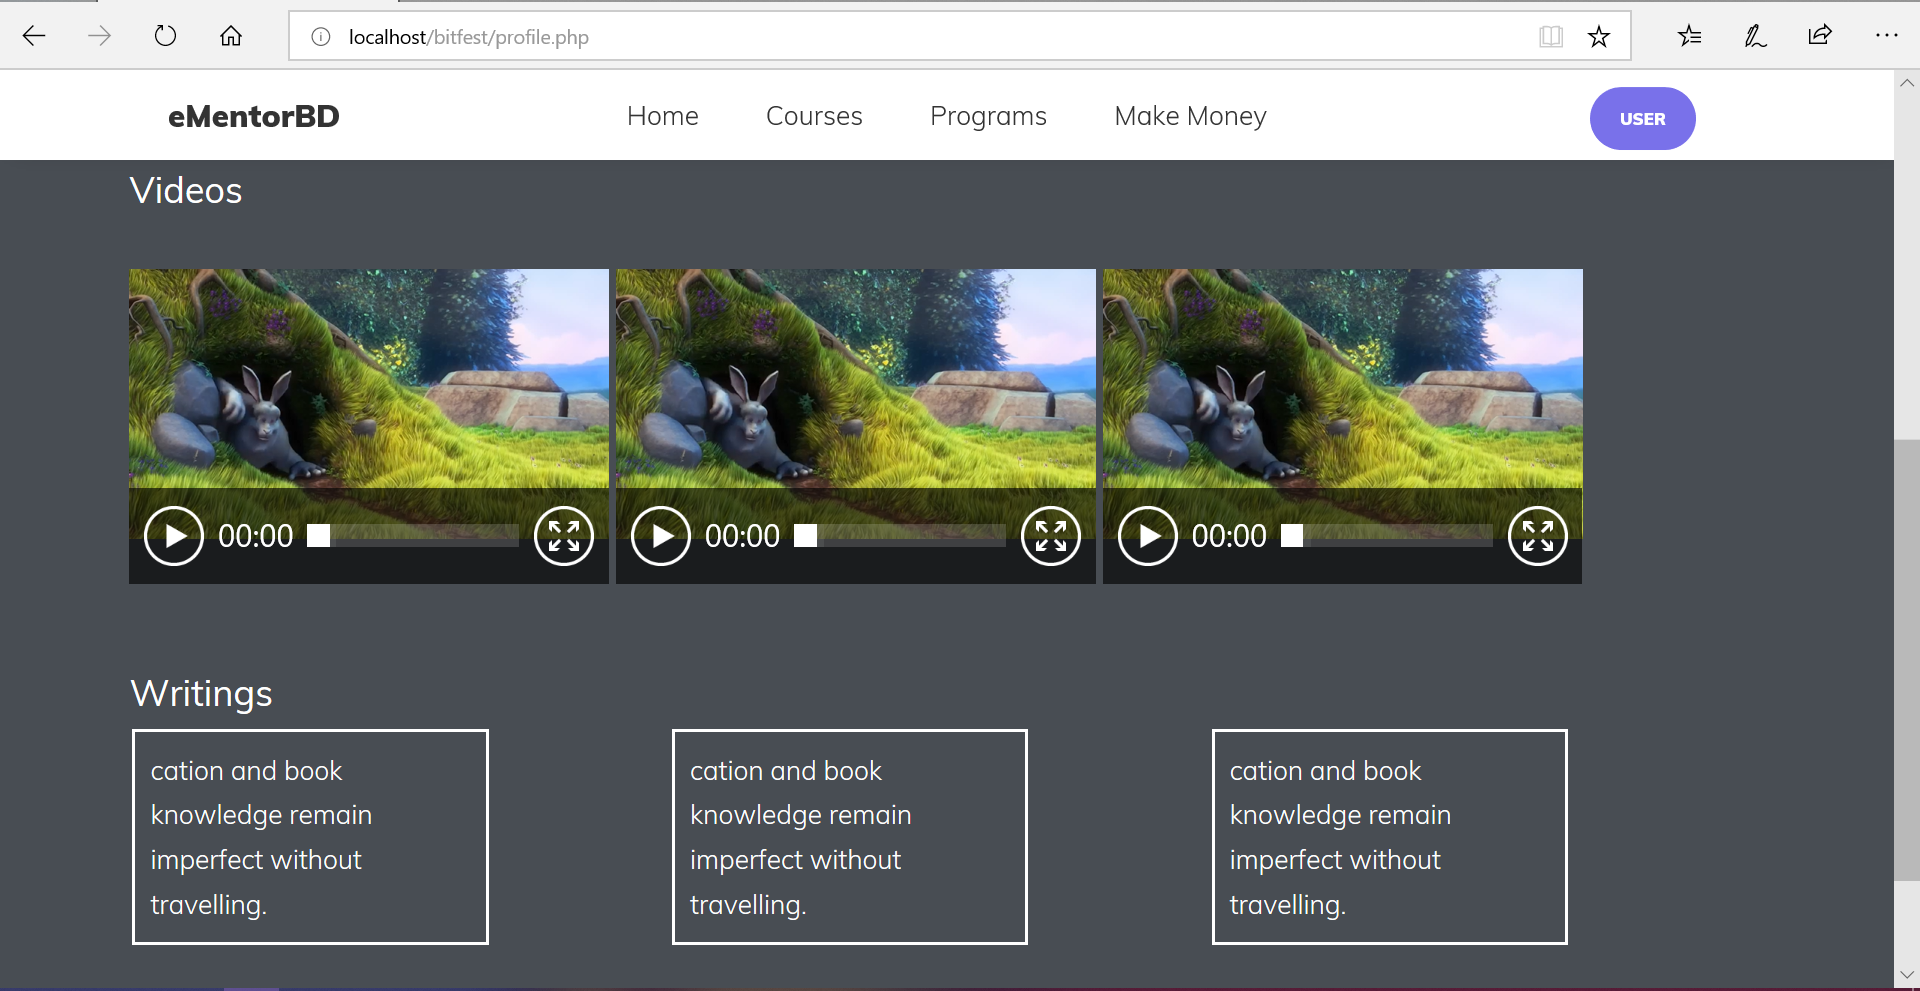 localhost/bitfest/profile.php
eMentorBD Home Courses Programs Make Money USER
Videos
00:00 00:00 00:00
Writings
cation and book
knowledge remain
imperfect without
travelling.
cation and book
knowledge remain
imperfect without
travelling.
cation and book
knowledge remain
imperfect without
travelling.